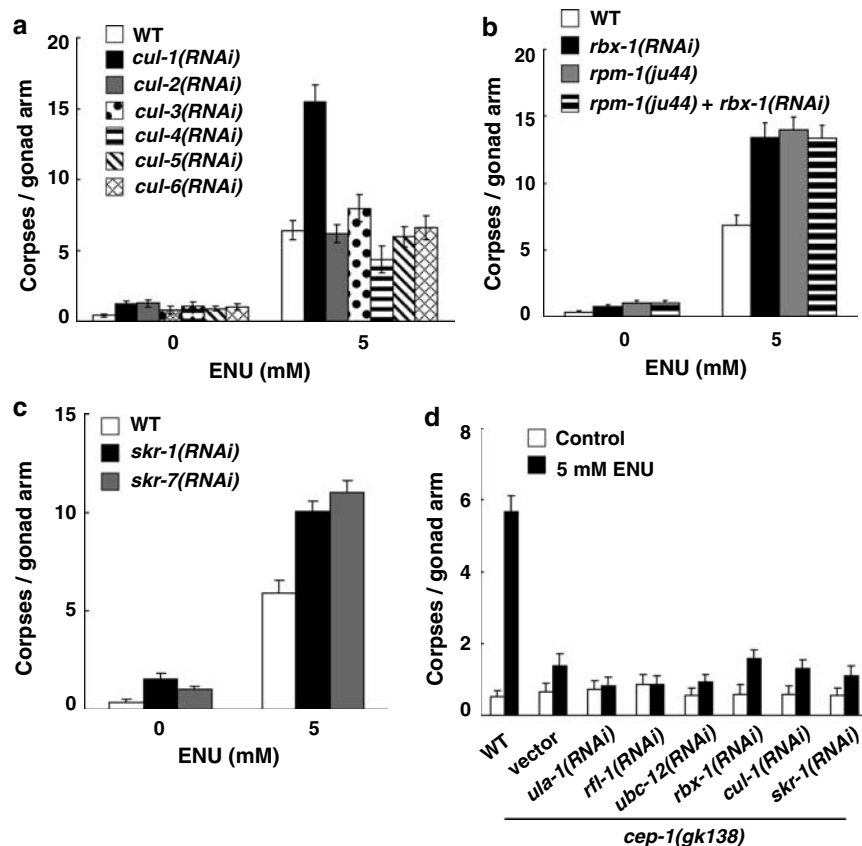 a
WT
cul-1(RNAi)
cul-2(RNAi)
cul-3(RNAi)
cul-4(RNAi)
cul-5(RNAi)
cul-6(RNAi)
20
15
10
5
0
Corpses / gonad arm
0
5
ENU (mM)
b
WT
rbx-1(RNAi)
rpm-1(ju44)
rpm-1(ju44) + rbx-1(RNAi)
20
15
10
5
0
Corpses / gonad arm
0
5
ENU (mM)
c
WT
skr-1(RNAi)
skr-7(RNAi)
15
10
5
0
Corpses / gonad arm
0
5
ENU (mM)
d
Control
5 mM ENU
8
6
4
2
0
Corpses / gonad arm
WT
vector
ula-1(RNAi)
rfl-1(RNAi)
ubc-12(RNAi)
rbx-1(RNAi)
cul-1(RNAi)
skr-1(RNAi)
cep-1(gk138)